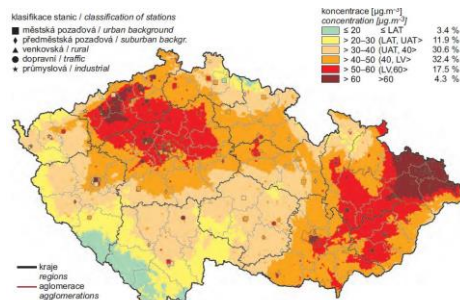 klasifikace stanic / classification of stations
městská pozaďová / urban background
předměstská pozaďová / suburban backgr.
venkovská / rural
dopravní / traffic
průmyslová / industrial
koncentrace [µg.m⁻³]
concentration [µg.m⁻³]
≤ 20 ≤ LAT 3.4 %
> 20–30 (LAT, UAT> 11.9 %
> 30–40 (UAT, 40> 30.6 %
> 40–50 (40, LV> 32.4 %
> 50–60 (LV,60> 17.5 %
> 60 >60 4.3 %
kraje
regions
aglomerace
agglomerations